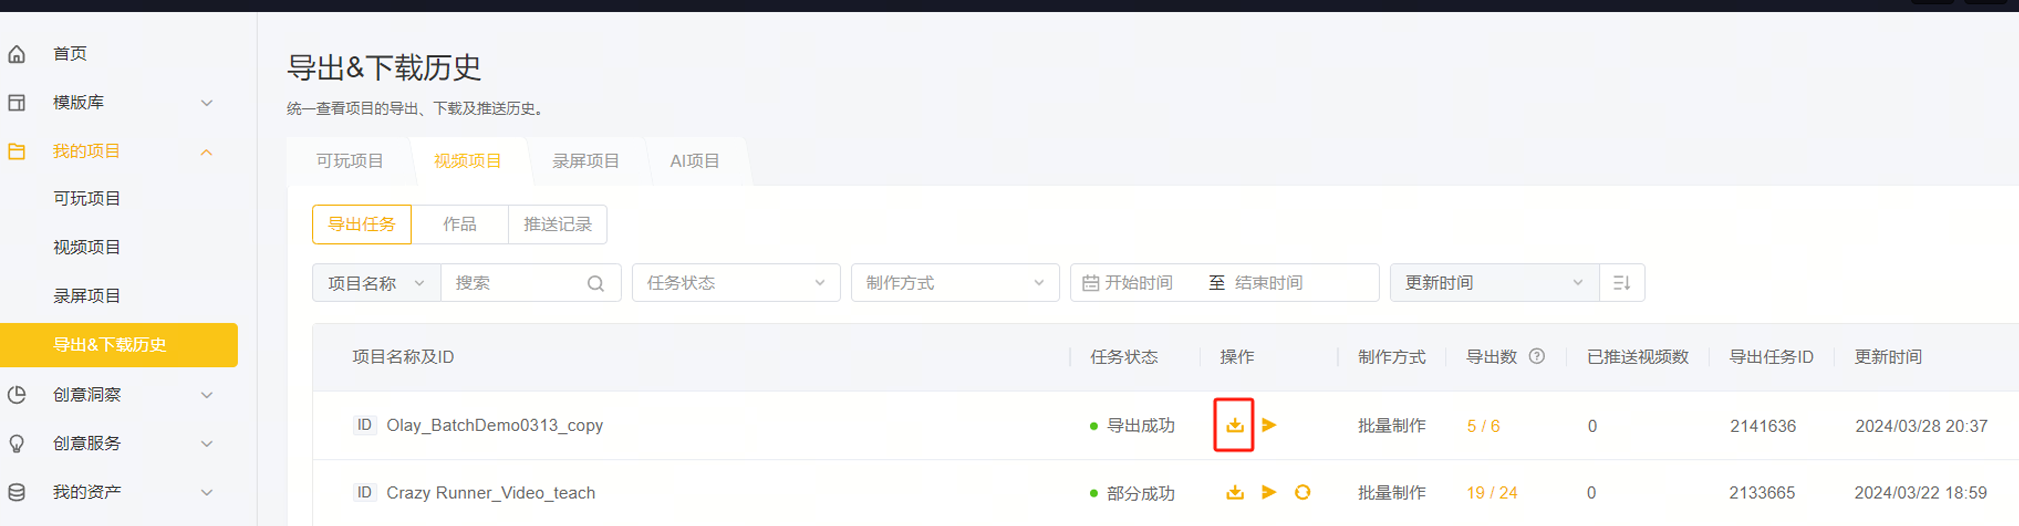 首页
模版库
我的项目
可玩项目
视频项目
录屏项目
导出&下载历史
创意洞察
创意服务
我的资产
导出&下载历史
统一查看项目的导出、下载及推送历史。
可玩项目 视频项目 录屏项目 AI项目
导出任务 作品 推送记录
项目名称 搜索 任务状态 制作方式 开始时间 至 结束时间 更新时间
项目名称及ID 任务状态 操作 制作方式 导出数 已推送视频数 导出任务ID 更新时间
ID Olay_BatchDemo0313_copy 导出成功 批量制作 5 / 6 0 2141636 2024/03/28 20:37
ID Crazy Runner_Video_teach 部分成功 批量制作 19 / 24 0 2133665 2024/03/22 18:59